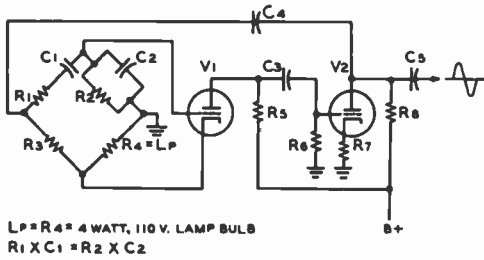 C4
C1 C2 V1 C3 V2 C5
R1 R2 R5 R8
R3 R4=LP R6 R7
B+
LP=R4=4 WATT, 110 V. LAMP BULB
R1 X C1 = R2 X C2